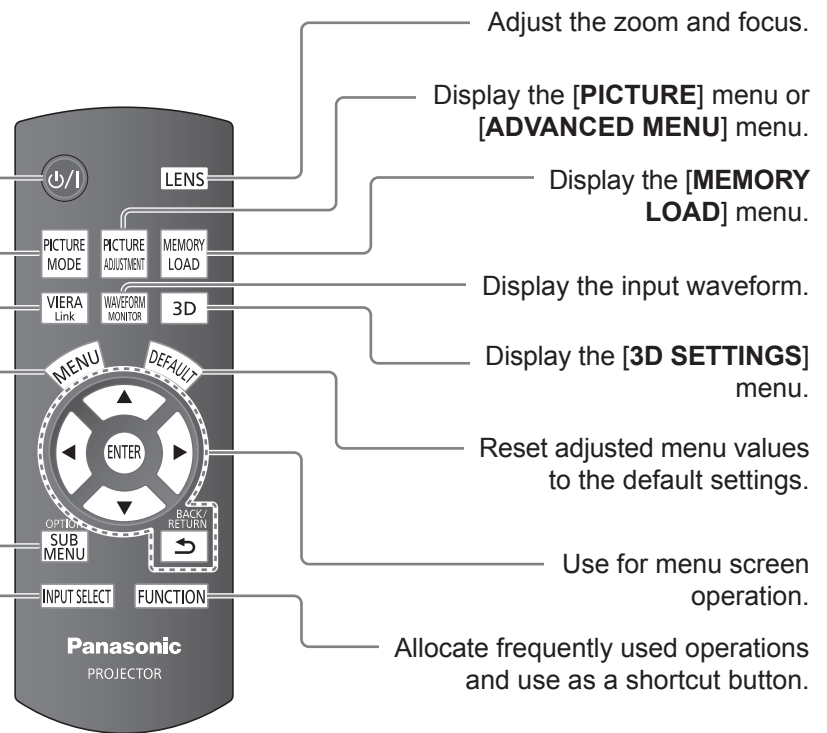 Adjust the zoom and focus.
Display the [PICTURE] menu or
[ADVANCED MENU] menu.
Display the [MEMORY
LOAD] menu.
Display the input waveform.
Display the [3D SETTINGS]
menu.
Reset adjusted menu values
to the default settings.
Use for menu screen
operation.
Allocate frequently used operations
and use as a shortcut button.
LENS
PICTURE
MODE
PICTURE
ADJUSTMENT
MEMORY
LOAD
VIERA
Link
WAVEFORM
MONITOR
3D
MENU
DEFAULT
ENTER
OPTION
SUB
MENU
BACK/
RETURN
INPUT SELECT
FUNCTION
Panasonic
PROJECTOR